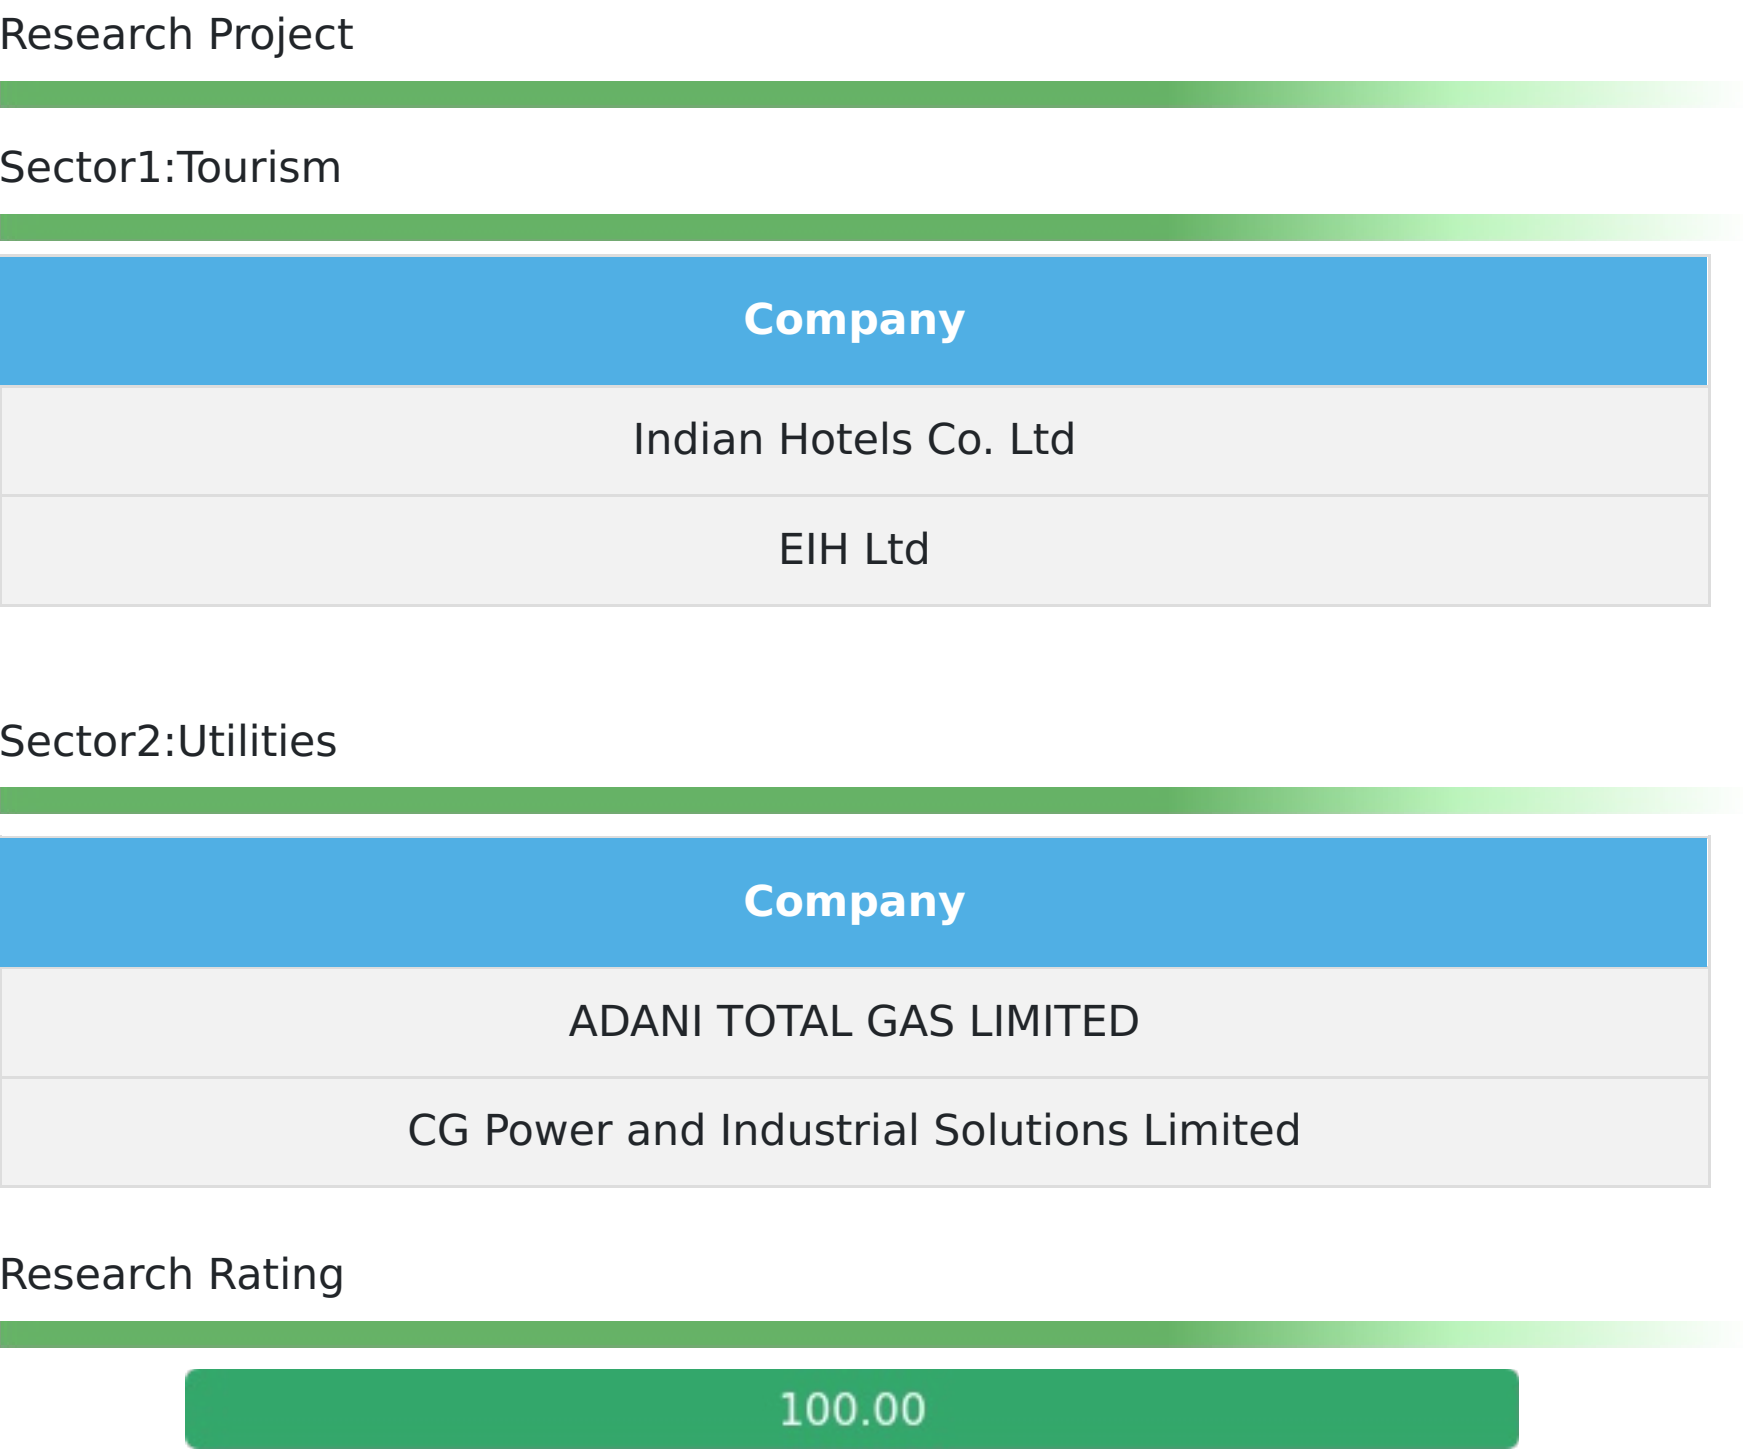 Research Project
Sector1:Tourism
Company
Indian Hotels Co. Ltd
EIH Ltd
Sector2:Utilities
Company
ADANI TOTAL GAS LIMITED
CG Power and Industrial Solutions Limited
Research Rating
100.00